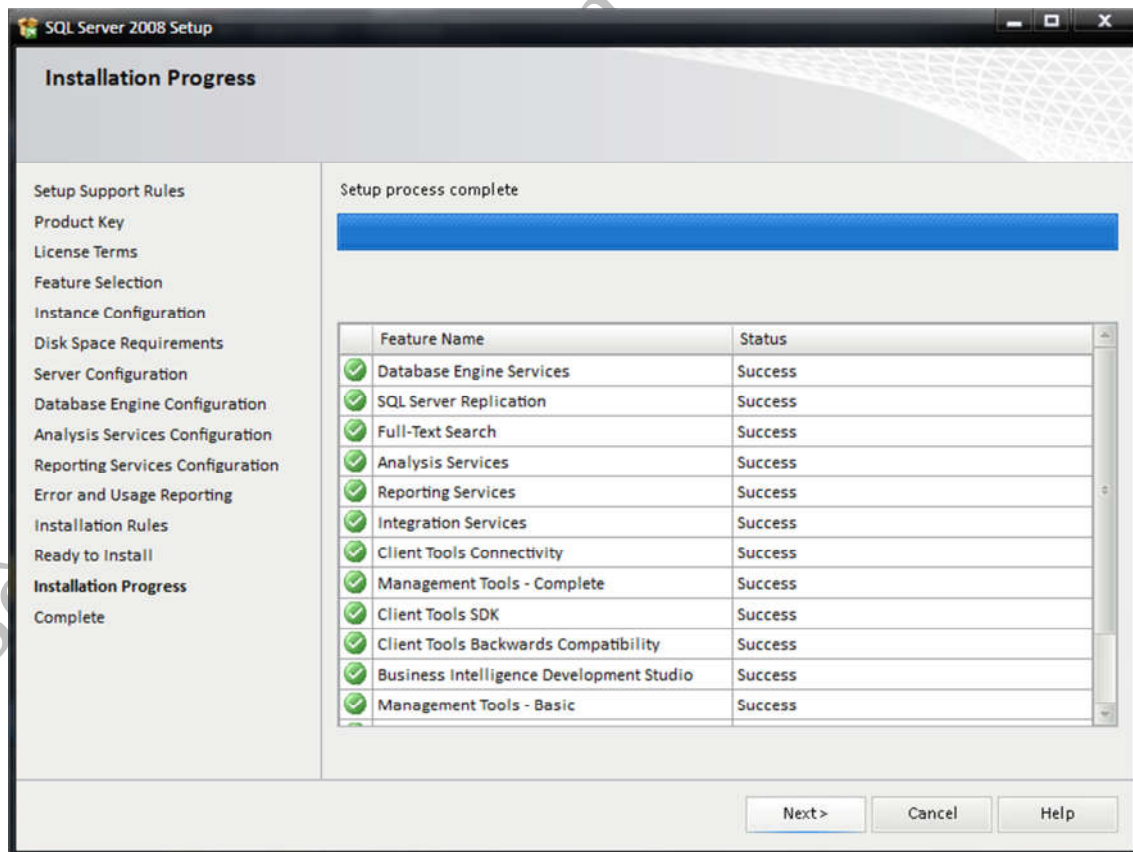 SQL Server 2008 Setup
Installation Progress
Setup Support Rules
Product Key
License Terms
Feature Selection
Instance Configuration
Disk Space Requirements
Server Configuration
Database Engine Configuration
Analysis Services Configuration
Reporting Services Configuration
Error and Usage Reporting
Installation Rules
Ready to Install
Installation Progress
Complete
Setup process complete
Feature Name Status
Database Engine Services Success
SQL Server Replication Success
Full-Text Search Success
Analysis Services Success
Reporting Services Success
Integration Services Success
Client Tools Connectivity Success
Management Tools - Complete Success
Client Tools SDK Success
Client Tools Backwards Compatibility Success
Business Intelligence Development Studio Success
Management Tools - Basic Success
Next > Cancel Help